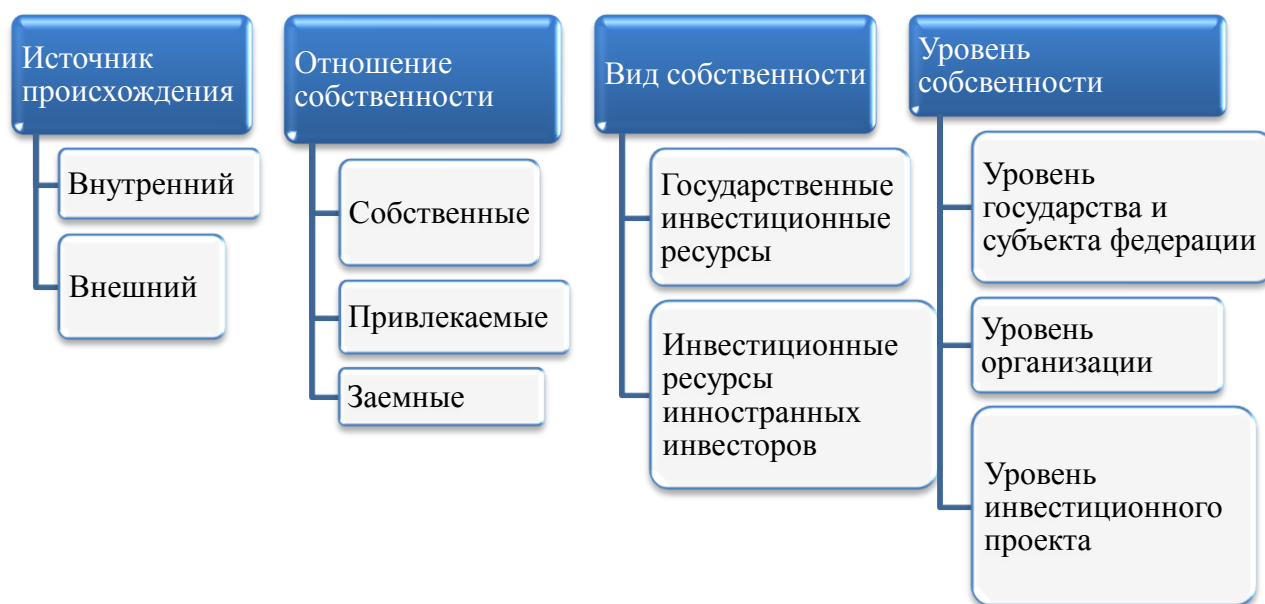 Источник
происхождения
Внутренний
Внешний
Отношение
собственности
Собственные
Привлекаемые
Заемные
Вид собственности
Государственные
инвестиционные
ресурсы
Инвестиционные
ресурсы
инностранных
инвесторов
Уровень
собсвенности
Уровень
государства и
субъекта федерации
Уровень
организации
Уровень
инвестиционного
проекта